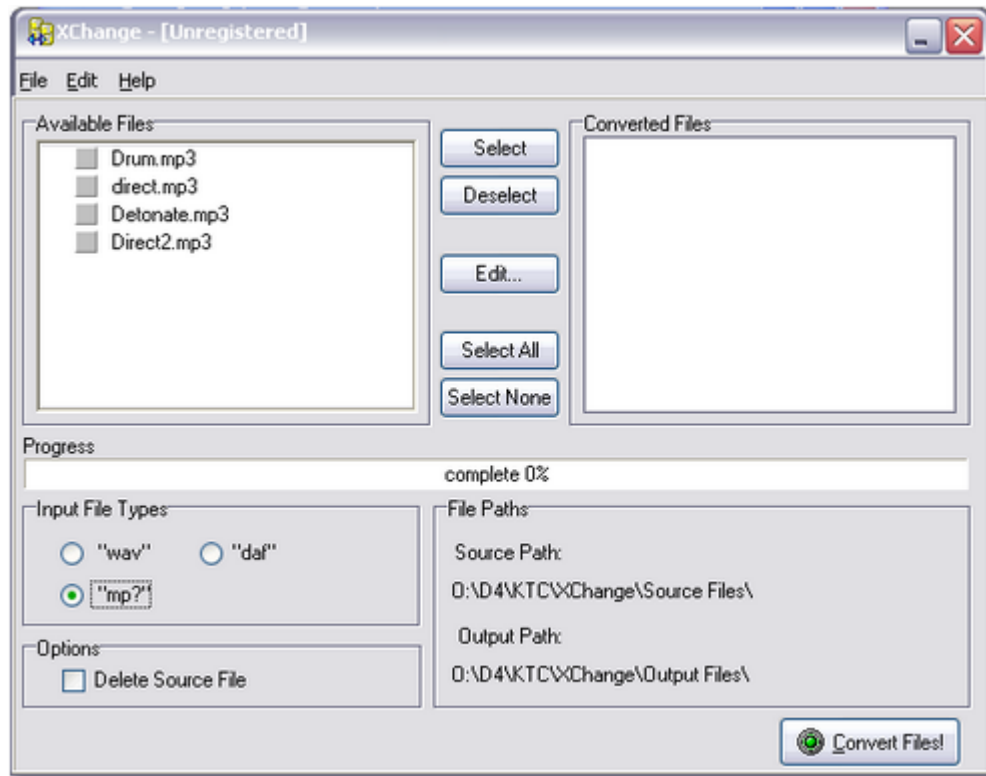 XChange - [Unregistered]
File Edit Help
Available Files
Drum.mp3
direct.mp3
Detonate.mp3
Direct2.mp3
Select
Deselect
Edit...
Select All
Select None
Converted Files
Progress
complete 0%
Input File Types
"wav" "daf"
"mp?"
Options
Delete Source File
File Paths
Source Path:
O:\D4\KTC\XChange\Source Files\
Output Path:
O:\D4\KTC\XChange\Output Files\
Convert Files!